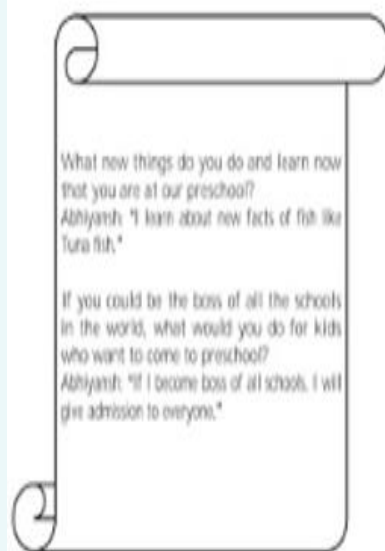 What new things do you do and learn now
that you are at our preschool?
Abhiyansh: "I learn about new facts of fish like
Tuna fish."
If you could be the boss of all the schools
in the world, what would you do for kids
who want to come to preschool?
Abhiyansh: "If I become boss of all schools, I will
give admission to everyone."